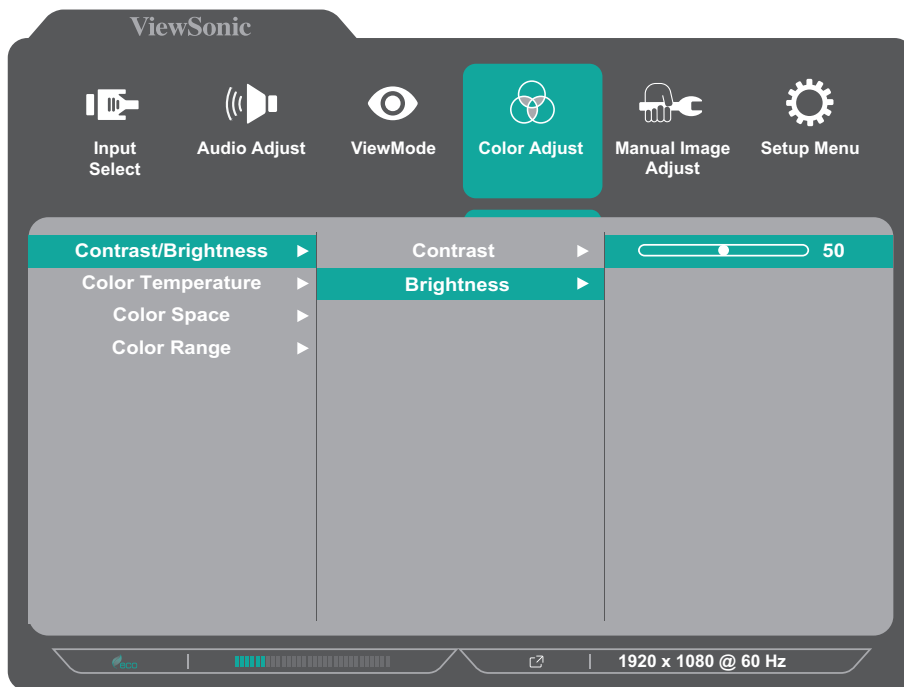 ViewSonic
Input
Select
Audio Adjust
ViewMode
Color Adjust
Manual Image
Adjust
Setup Menu
Contrast/Brightness
Contrast
50
Color Temperature
Brightness
Color Space
Color Range
eco
1920 x 1080 @ 60 Hz